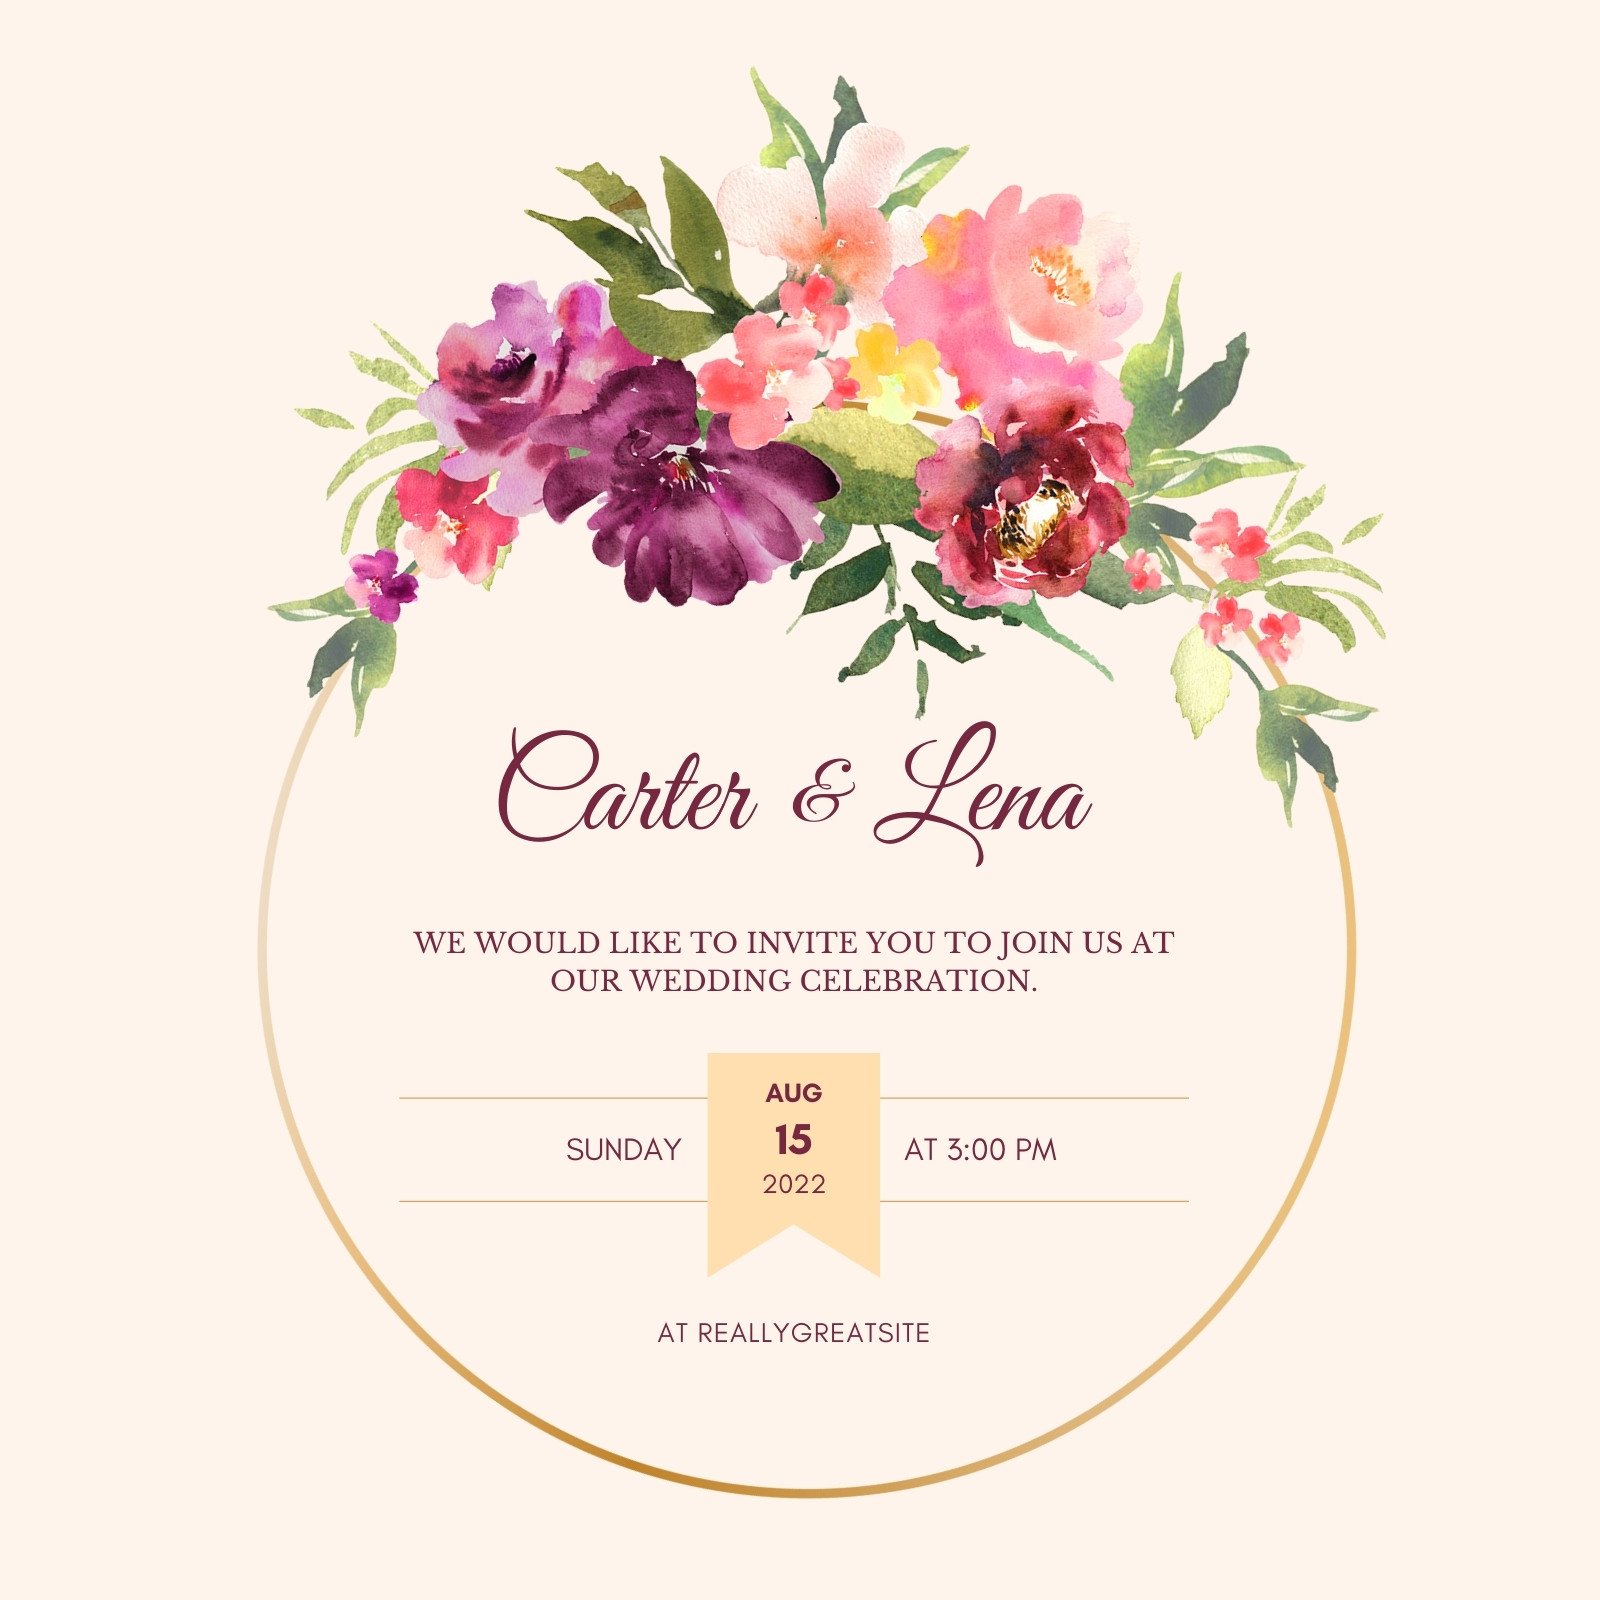 Carter & Lena
WE WOULD LIKE TO INVITE YOU TO JOIN US AT
OUR WEDDING CELEBRATION.
AUG
SUNDAY 15 AT 3:00 PM
2022
AT REALLYGREATSITE